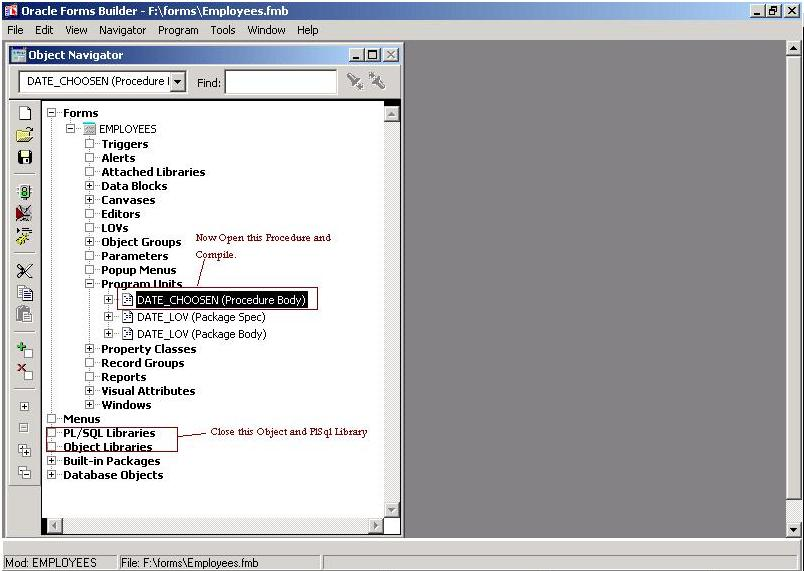 Oracle Forms Builder - F:\forms\Employees.fmb
File Edit View Navigator Program Tools Window Help
Object Navigator
DATE_CHOOSEN (Procedure I
Find:
Forms
EMPLOYEES
Triggers
Alerts
Attached Libraries
Data Blocks
Canvases
Editors
LOVs
Object Groups
Now Open this Procedure and
Compile.
Parameters
Popup Menus
Program Units
DATE_CHOOSEN (Procedure Body)
DATE_LOV (Package Spec)
DATE_LOV (Package Body)
Property Classes
Record Groups
Reports
Visual Attributes
Windows
Menus
PL/SQL Libraries
Close this Object and PlSql Library
Object Libraries
Built-in Packages
Database Objects
Mod: EMPLOYEES
File: F:\forms\Employees.fmb